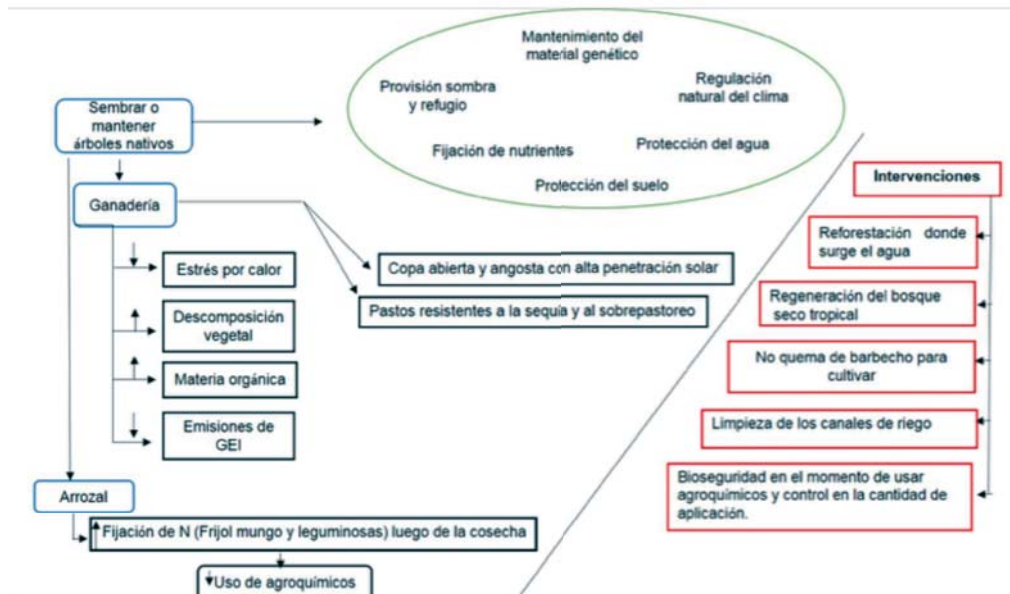 Mantenimiento del
material genético
Provisión sombra
y refugio
Regulación
natural del clima
Fijación de nutrientes
Protección del agua
Protección del suelo
Sembrar o
mantener
árboles nativos
Ganadería
Estrés por calor
Descomposición
vegetal
Materia orgánica
Emisiones de
GEI
Copa abierta y angosta con alta penetración solar
Pastos resistentes a la sequia y al sobrepastoreo
Arrozal
Fijación de N (Frijol mungo y leguminosas) luego de la cosecha
Uso de agroquímicos
Intervenciones
Reforestación donde
surge el agua
Regeneración del bosque
seco tropical
No quema de barbecho para
cultivar
Limpieza de los canales de riego
Bioseguridad en el momento de usar
agroquímicos y control en la cantidad de
aplicación.